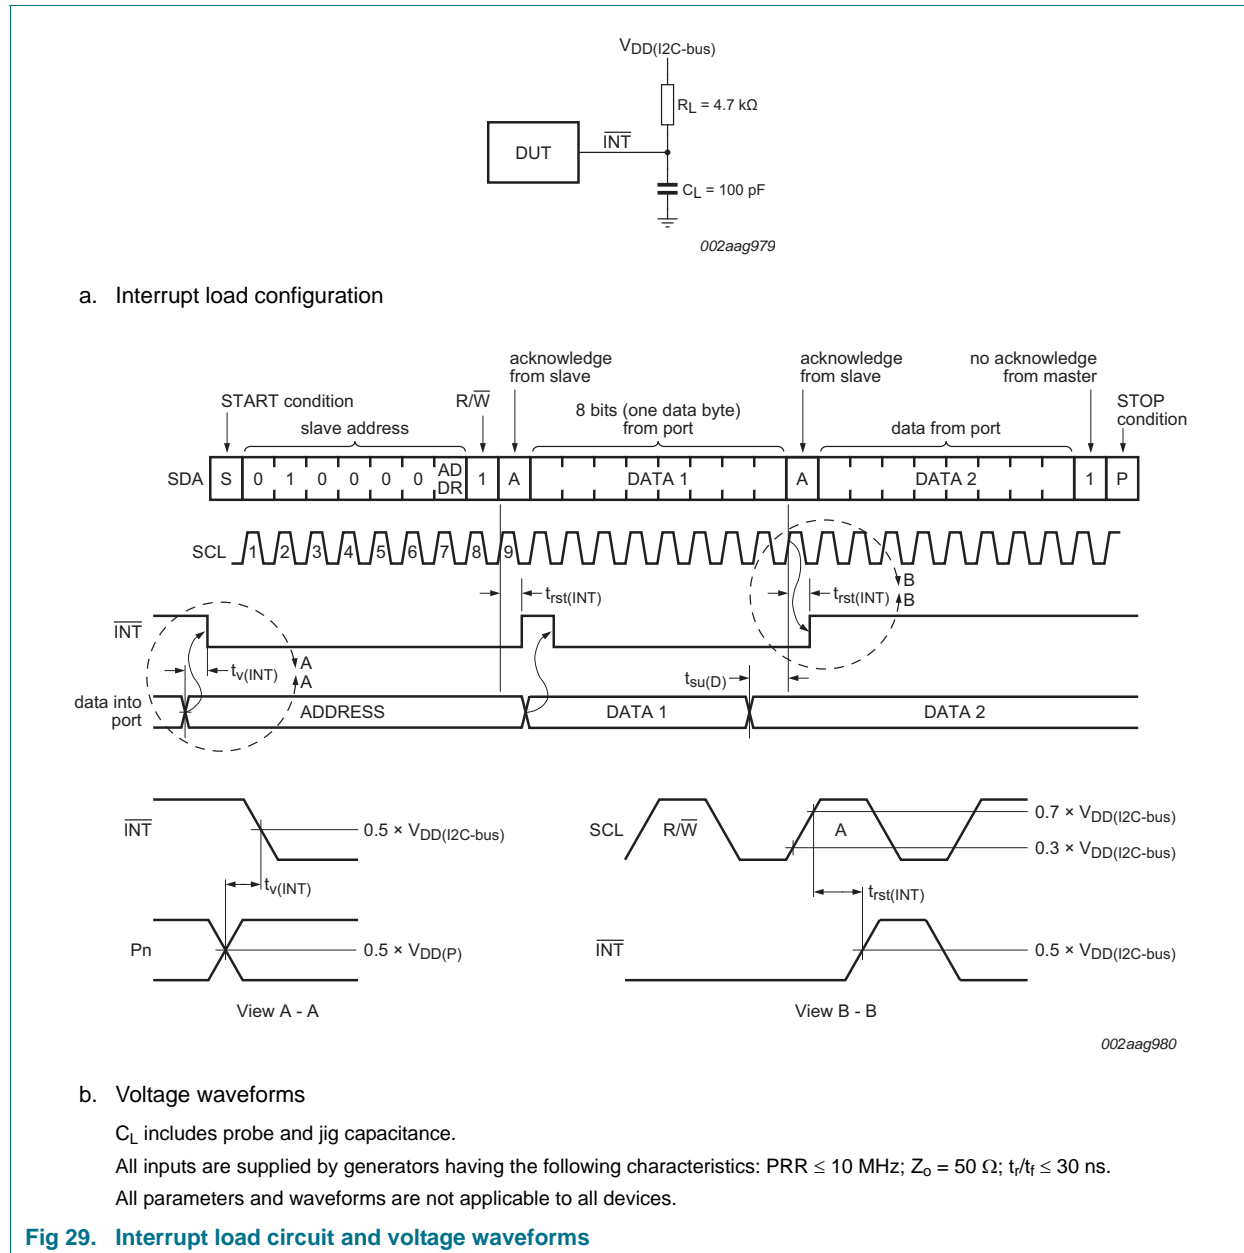 VDD(I2C-bus)
RL = 4.7 kΩ
DUT
INT
CL = 100 pF
002aag979
a. Interrupt load configuration
acknowledge
from slave
acknowledge
from slave
no acknowledge
from master
START condition
R/W
8 bits (one data byte)
from port
STOP
condition
slave address
data from port
SDA S 0 1 0 0 0 0 AD DR 1 A DATA 1 A DATA 2 1 P
SCL 1 2 3 4 5 6 7 8 9
trst(INT)
trst(INT)
B
B
INT
tv(INT)
A
A
tsu(D)
data into
port
ADDRESS DATA 1 DATA 2
INT
0.5 × VDD(I2C-bus)
tv(INT)
Pn
0.5 × VDD(P)
View A - A
SCL R/W A
0.7 × VDD(I2C-bus)
0.3 × VDD(I2C-bus)
trst(INT)
INT
0.5 × VDD(I2C-bus)
View B - B
002aag980
b. Voltage waveforms
CL includes probe and jig capacitance.
All inputs are supplied by generators having the following characteristics: PRR ≤ 10 MHz; Zo = 50 Ω; tr/tf ≤ 30 ns.
All parameters and waveforms are not applicable to all devices.
Fig 29. Interrupt load circuit and voltage waveforms